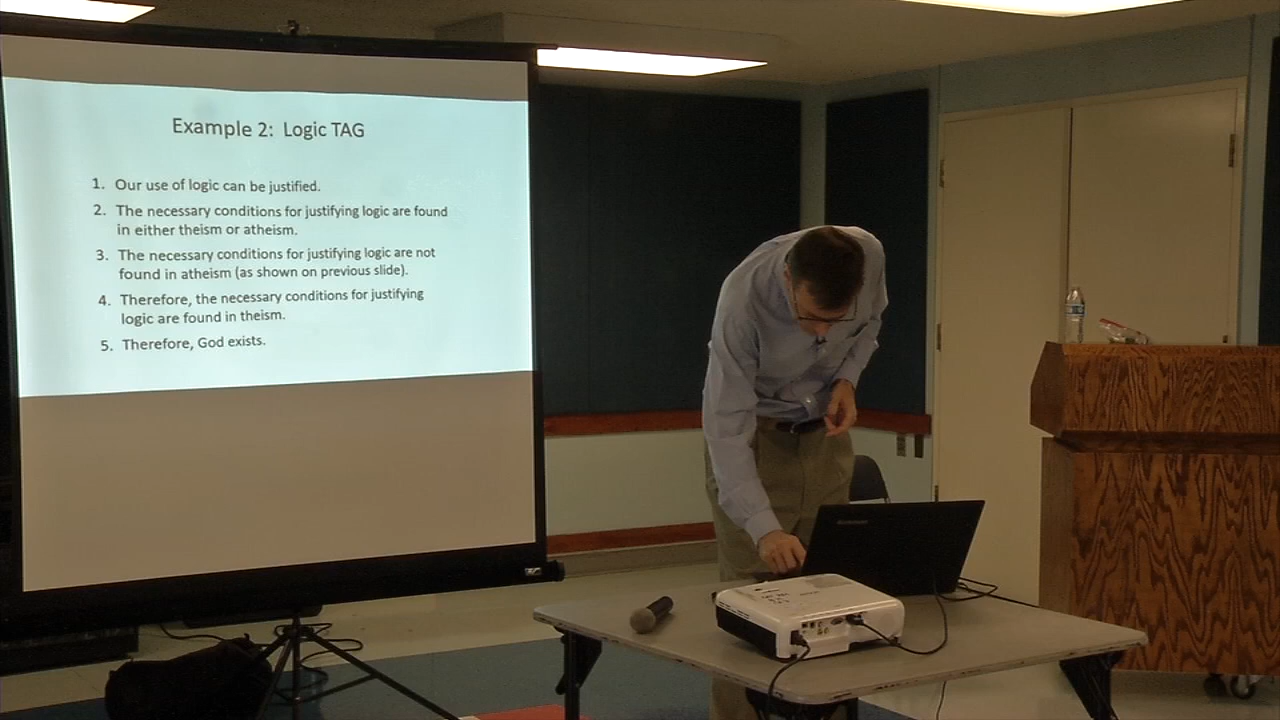 Example 2: Logic TAG
1. Our use of logic can be justified.
2. The necessary conditions for justifying logic are found
in either theism or atheism.
3. The necessary conditions for justifying logic are not
found in atheism (as shown on previous slide).
4. Therefore, the necessary conditions for justifying
logic are found in theism.
5. Therefore, God exists.